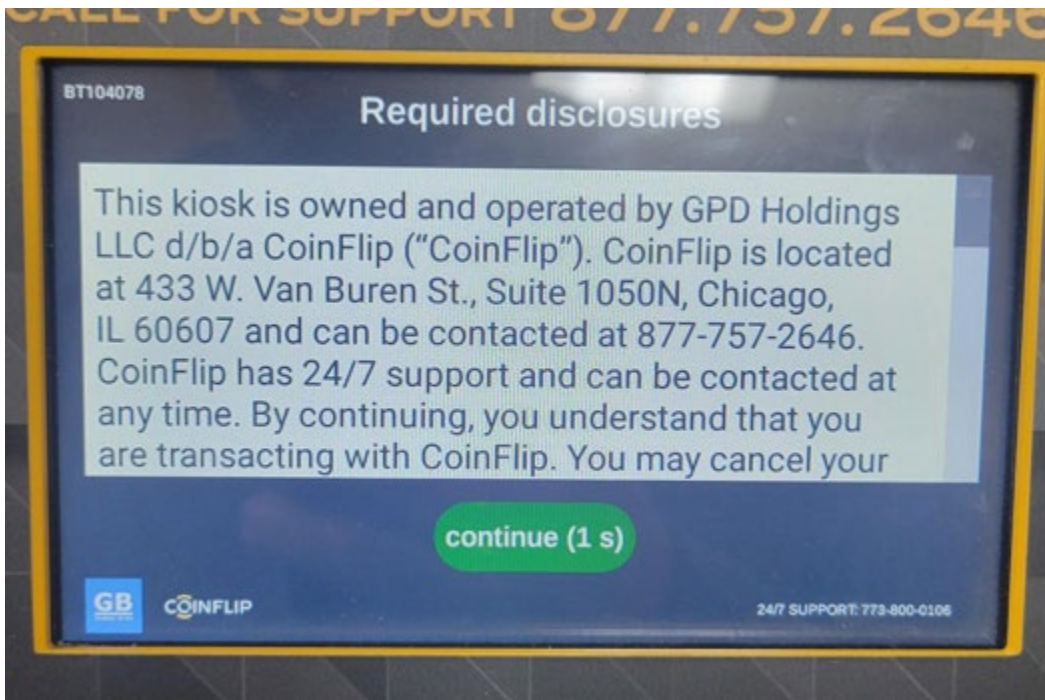 CALL FOR SUPPORT 877.757.2646
BT104078
Required disclosures
This kiosk is owned and operated by GPD Holdings
LLC d/b/a CoinFlip (“CoinFlip”). CoinFlip is located
at 433 W. Van Buren St., Suite 1050N, Chicago,
IL 60607 and can be contacted at 877-757-2646.
CoinFlip has 24/7 support and can be contacted at
any time. By continuing, you understand that you
are transacting with CoinFlip. You may cancel your
continue (1 s)
GB
COINFLIP
24/7 SUPPORT: 773-800-0106